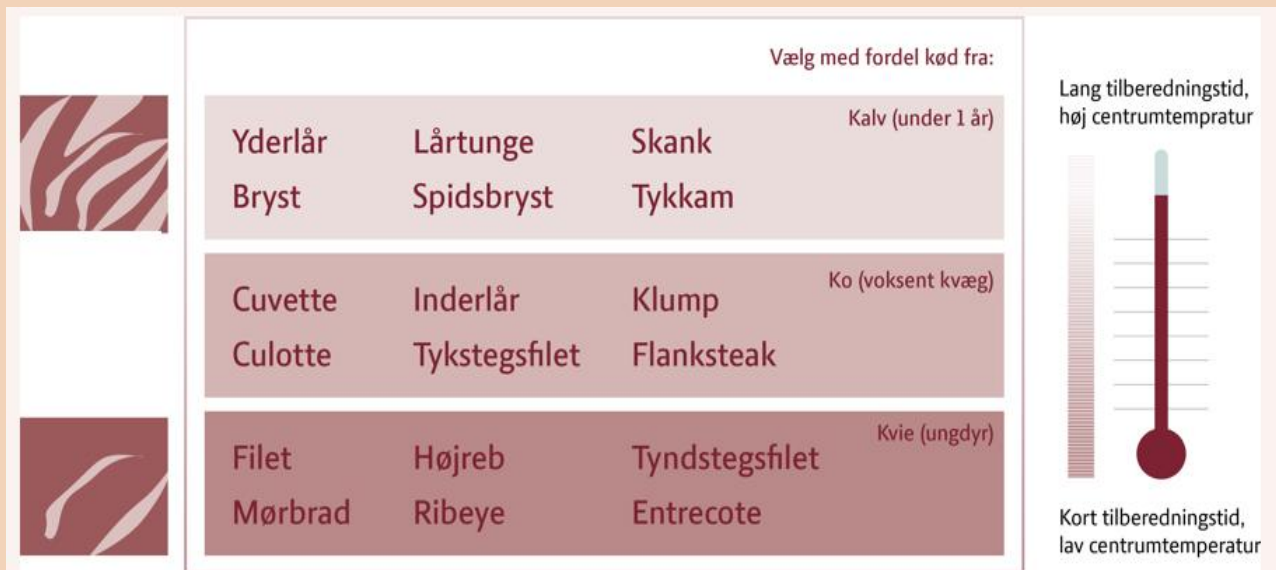 Vælg med fordel kød fra:
Kalv (under 1 år)
Yderlår Lårtunge Skank
Bryst Spidsbryst Tykkam
Ko (voksent kvæg)
Cuvette Inderlår Klump
Culotte Tykstegsfilet Flanksteak
Kvie (ungdyr)
Filet Højreb Tyndstegsfilet
Mørbrad Ribeye Entrecote
Lang tilberedningstid,
høj centrumtempratur
Kort tilberedningstid,
lav centrumtemperatur